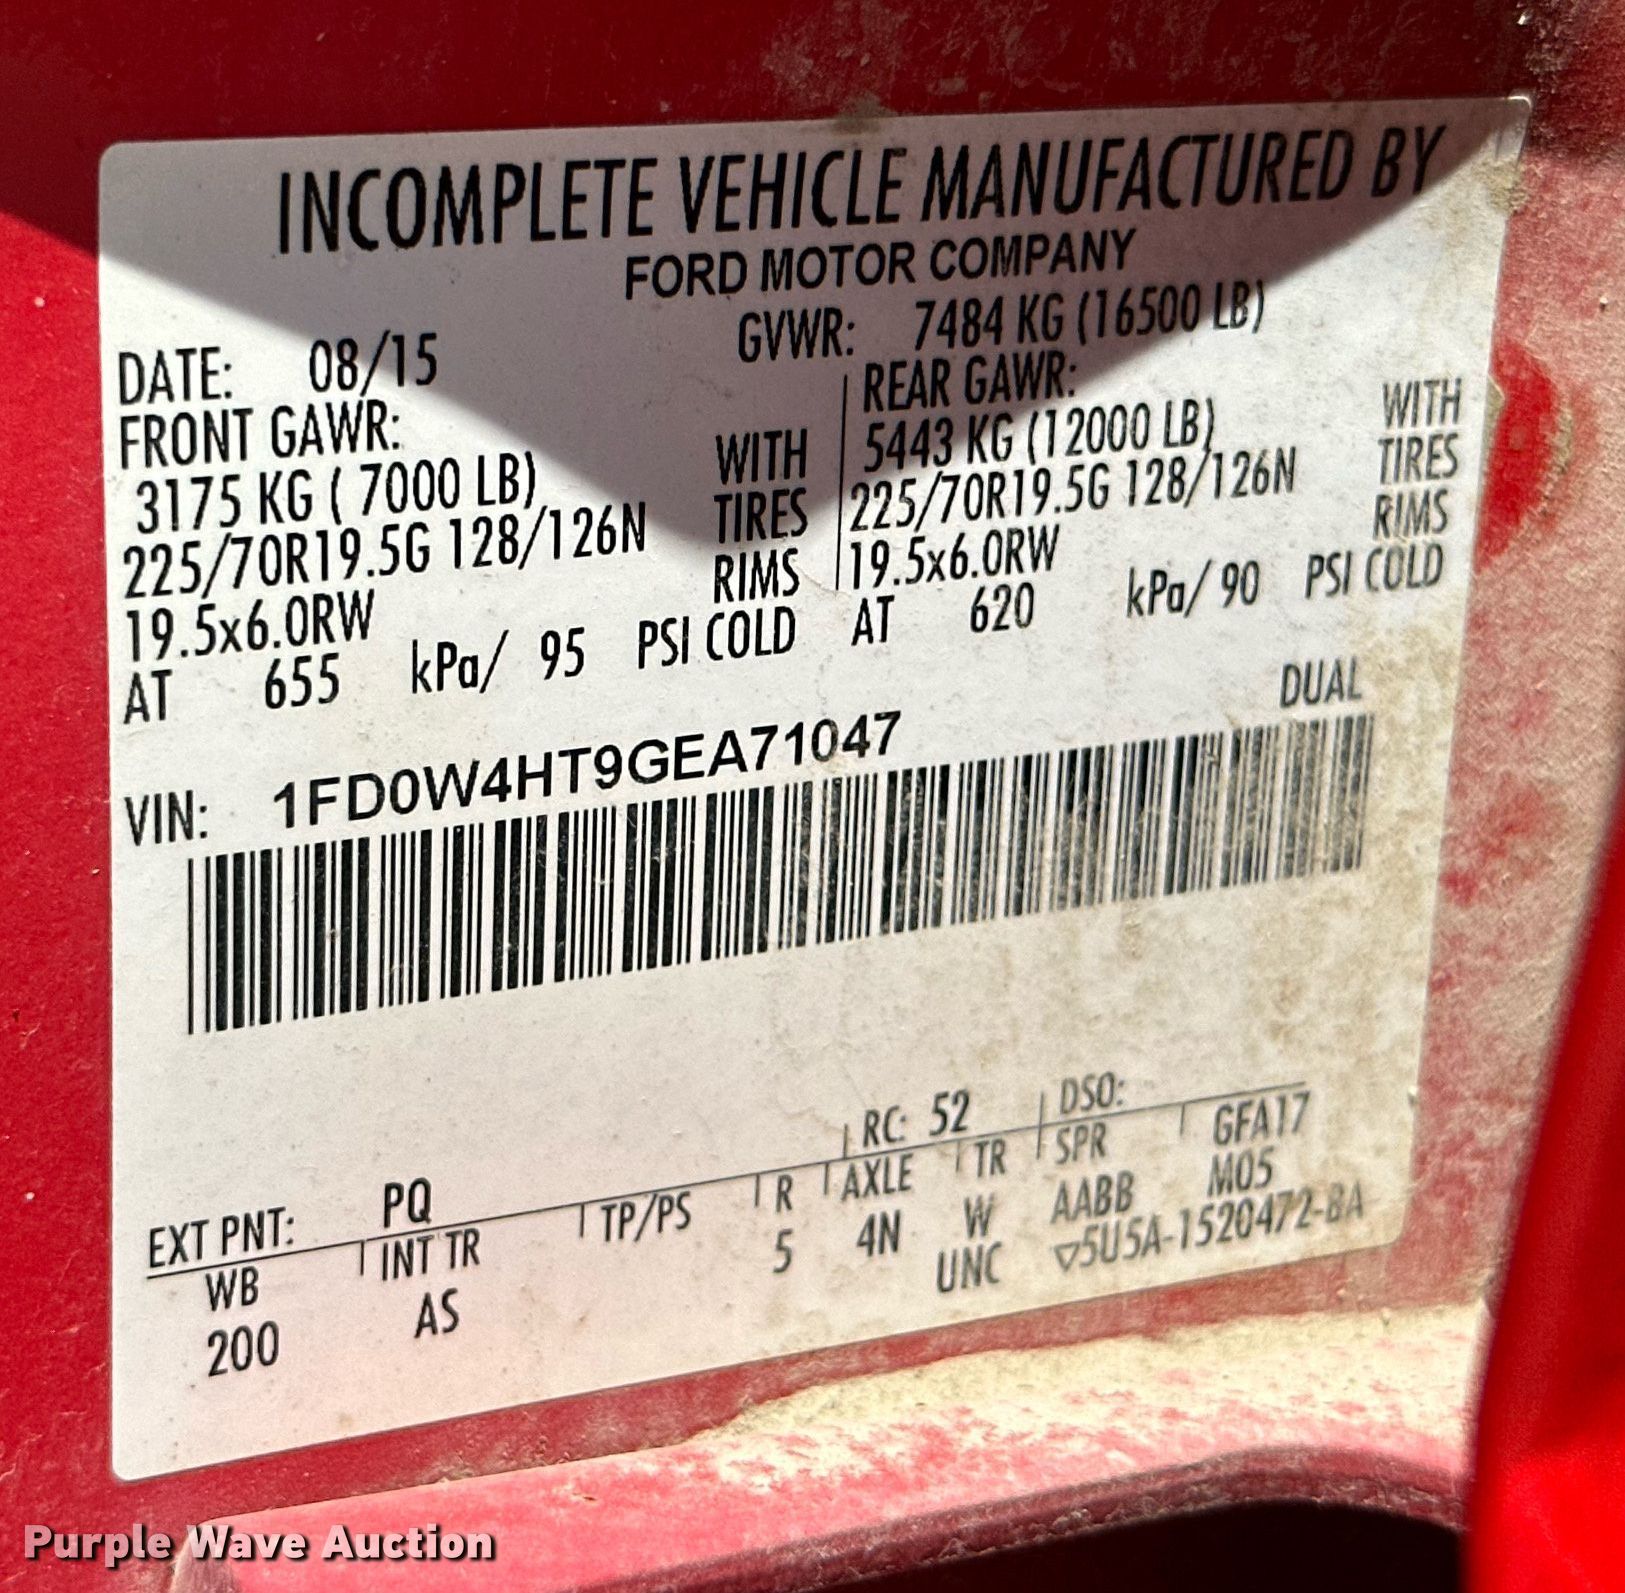 INCOMPLETE VEHICLE MANUFACTURED BY
FORD MOTOR COMPANY
DATE: 08/15 GVWR: 7484 KG (16500 LB)
FRONT GAWR: REAR GAWR:
3175 KG ( 7000 LB) WITH 5443 KG (12000 LB) WITH
225/70R19.5G 128/126N TIRES 225/70R19.5G 128/126N TIRES
19.5x6.0RW RIMS 19.5x6.0RW RIMS
AT 655 kPa/ 95 PSI COLD AT 620 kPa/ 90 PSI COLD
DUAL
VIN: 1FD0W4HT9GEA71047
EXT PNT: PQ RC: 52 DSO:
WB INT TR TP/PS R AXLE TR SPR GFA17
200 AS 5 4N W AABB M05
UNC ▽5U5A-1520472-BA
Purple Wave Auction